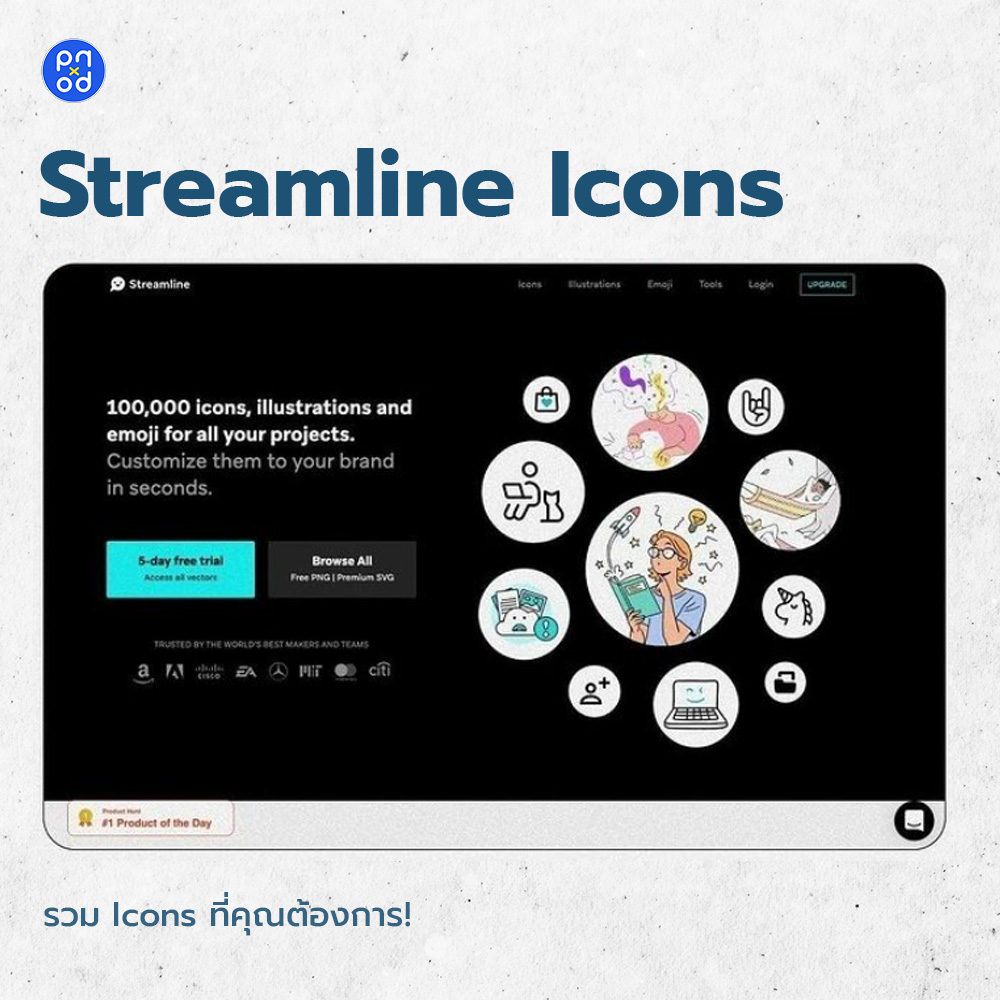 Streamline Icons
Streamline
Icons Illustrations Emoji Tools Login UPGRADE
100,000 icons, illustrations and
emoji for all your projects.
Customize them to your brand
in seconds.
5-day free trial
Access all vectors
Browse All
Free PNG | Premium SVG
TRUSTED BY THE WORLD'S BEST MAKERS AND TEAMS
a CISCO EA MIT citi
Product Hunt
#1 Product of the Day
รวม Icons ที่คุณต้องการ!